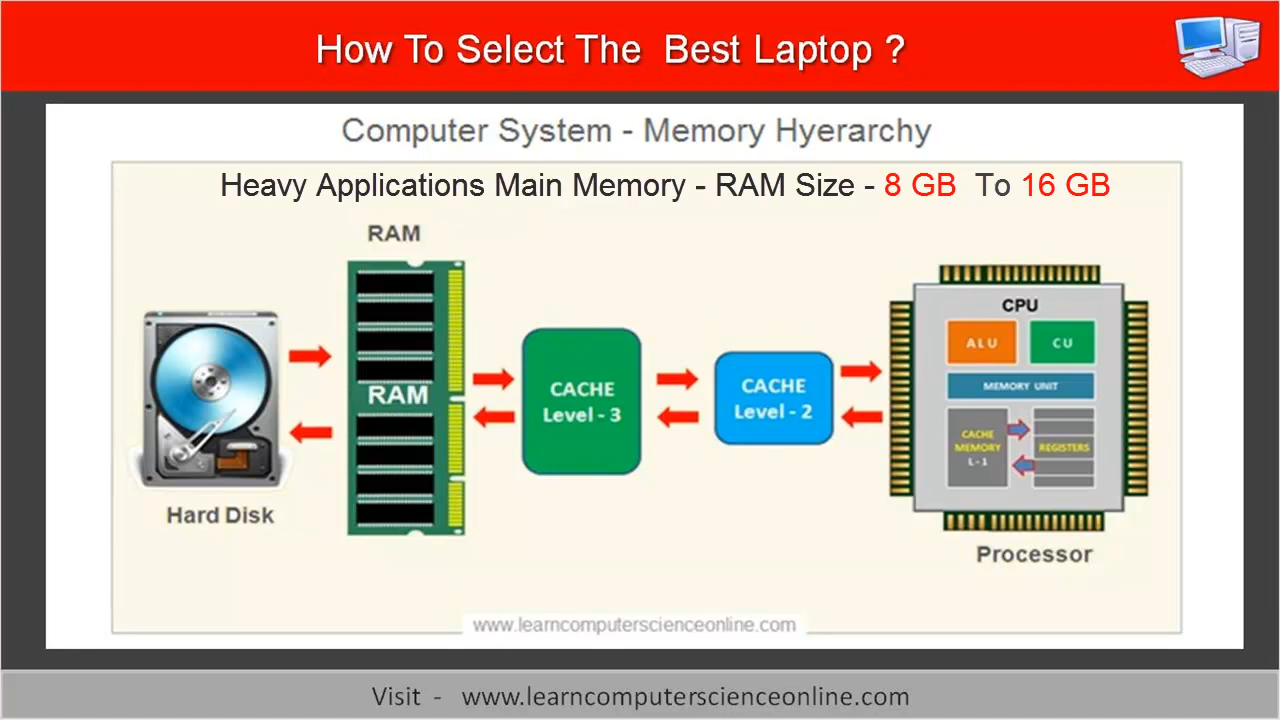 How To Select The Best Laptop ?
Computer System - Memory Hyerarchy
Heavy Applications Main Memory - RAM Size - 8 GB To 16 GB
RAM
RAM
Hard Disk
CACHE
Level - 3
CACHE
Level - 2
CPU
ALU
CU
MEMORY UNIT
CACHE
MEMORY
L - 1
REGISTERS
Processor
www.learncomputerscienceonline.com
Visit - www.learncomputerscienceonline.com